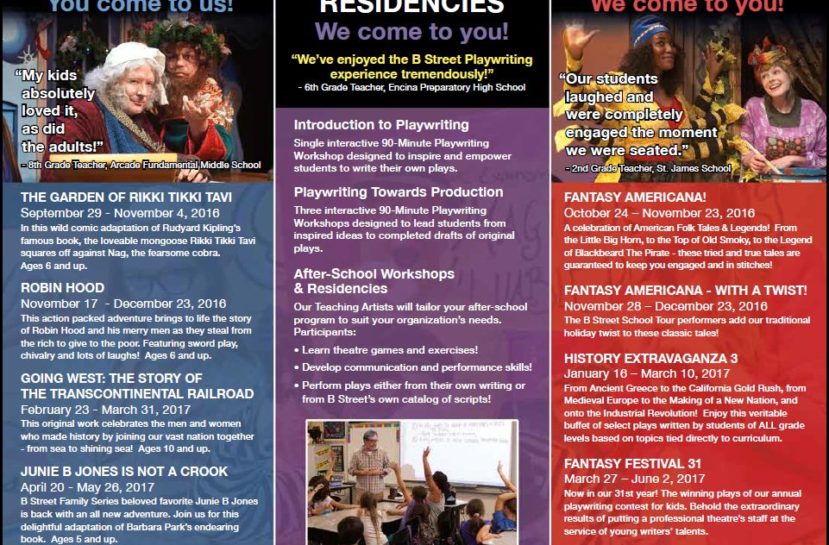 You come to us!
"My kids
absolutely
loved it,
as did
the adults!"
- 8th Grade Teacher, Arcade Fundamental Middle School
THE GARDEN OF RIKKI TIKKI TAVI
September 29 - November 4, 2016
In this wild comic adaptation of Rudyard Kipling's
famous book, the loveable mongoose Rikki Tikki Tavi
squares off against Nag, the fearsome cobra.
Ages 6 and up.
ROBIN HOOD
November 17 - December 23, 2016
This action packed adventure brings to life the story
of Robin Hood and his merry men as they steal from
the rich to give to the poor. Featuring sword play,
chivalry and lots of laughs! Ages 6 and up.
GOING WEST: THE STORY OF
THE TRANSCONTINENTAL RAILROAD
February 23 - March 31, 2017
This original work celebrates the men and women
who made history by joining our vast nation together
- from sea to shining sea! Ages 10 and up.
JUNIE B JONES IS NOT A CROOK
April 20 - May 26, 2017
B Street Family Series beloved favorite Junie B Jones
is back with an all new adventure. Join us for this
delightful adaptation of Barbara Park's endearing
book. Ages 5 and up.
RESIDENCIES
We come to you!
"We've enjoyed the B Street Playwriting
experience tremendously!"
- 6th Grade Teacher, Encina Preparatory High School
Introduction to Playwriting
Single interactive 90-Minute Playwriting
Workshop designed to inspire and empower
students to write their own plays.
Playwriting Towards Production
Three interactive 90-Minute Playwriting
Workshops designed to lead students from
inspired ideas to completed drafts of original
plays.
After-School Workshops
& Residencies
Our Teaching Artists will tailor your after-school
program to suit your organization's needs.
Participants:
• Learn theatre games and exercises!
• Develop communication and performance skills!
• Perform plays either from their own writing or
from B Street's own catalog of scripts!
We come to you!
"Our students
laughed and
were completely
engaged the moment
we were seated."
- 2nd Grade Teacher, St. James School
FANTASY AMERICANA!
October 24 – November 23, 2016
A celebration of American Folk Tales & Legends! From
the Little Big Horn, to the Top of Old Smoky, to the Legend
of Blackbeard The Pirate - these tried and true tales are
guaranteed to keep you engaged and in stitches!
FANTASY AMERICANA - WITH A TWIST!
November 28 – December 23, 2016
The B Street School Tour performers add our traditional
holiday twist to these classic tales!
HISTORY EXTRAVAGANZA 3
January 16 – March 10, 2017
From Ancient Greece to the California Gold Rush, from
Medieval Europe to the Making of a New Nation, and
onto the Industrial Revolution! Enjoy this veritable
buffet of select plays written by students of ALL grade
levels based on topics tied directly to curriculum.
FANTASY FESTIVAL 31
March 27 – June 2, 2017
Now in our 31st year! The winning plays of our annual
playwriting contest for kids. Behold the extraordinary
results of putting a professional theatre's staff at the
service of young writers' talents.